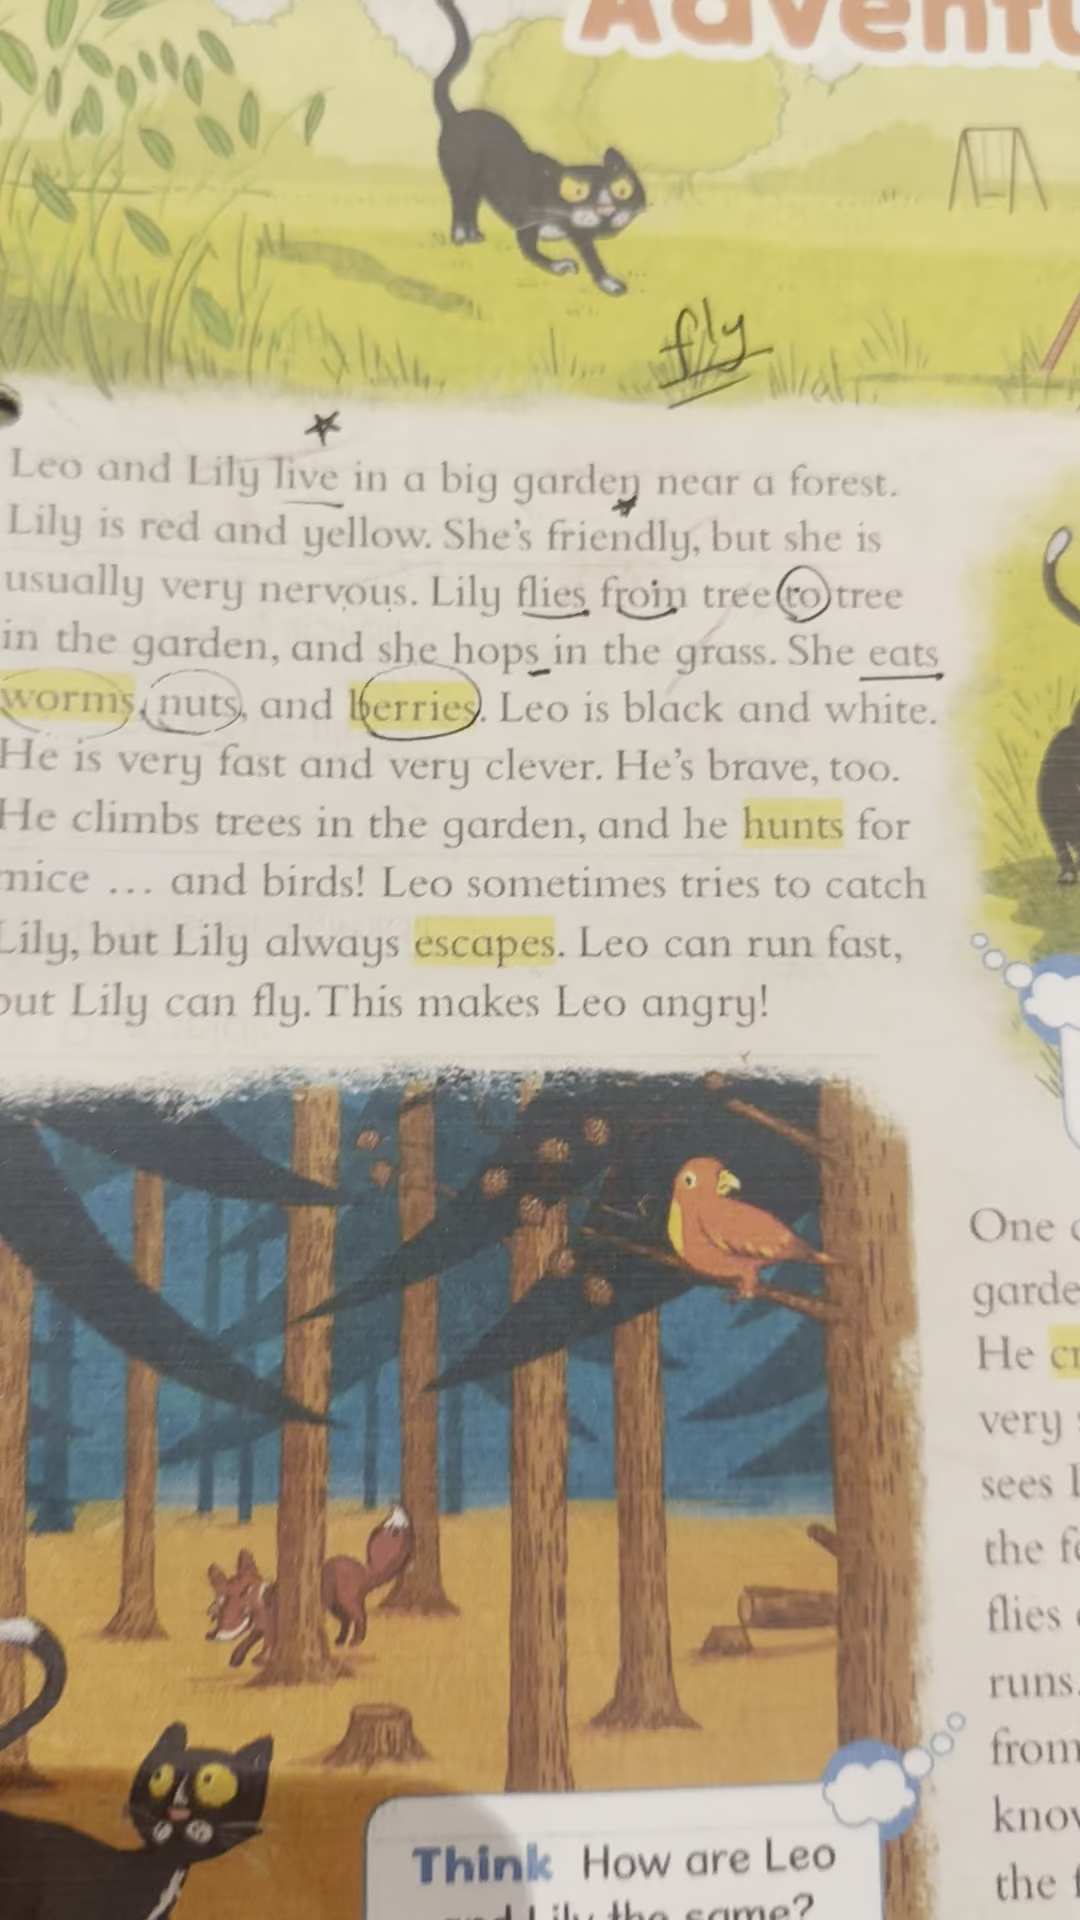 fly
Leo and Lily live in a big garden near a forest.
Lily is red and yellow. She's friendly, but she is
usually very nervous. Lily flies from tree to tree
in the garden, and she hops in the grass. She eats
worms, nuts, and berries. Leo is black and white.
He is very fast and very clever. He's brave, too.
He climbs trees in the garden, and he hunts for
mice ... and birds! Leo sometimes tries to catch
Lily, but Lily always escapes. Leo can run fast,
but Lily can fly. This makes Leo angry!
Think How are Leo
and Lily the same?
One
garde
He
very
sees
the
flies
runs.
from
know
the